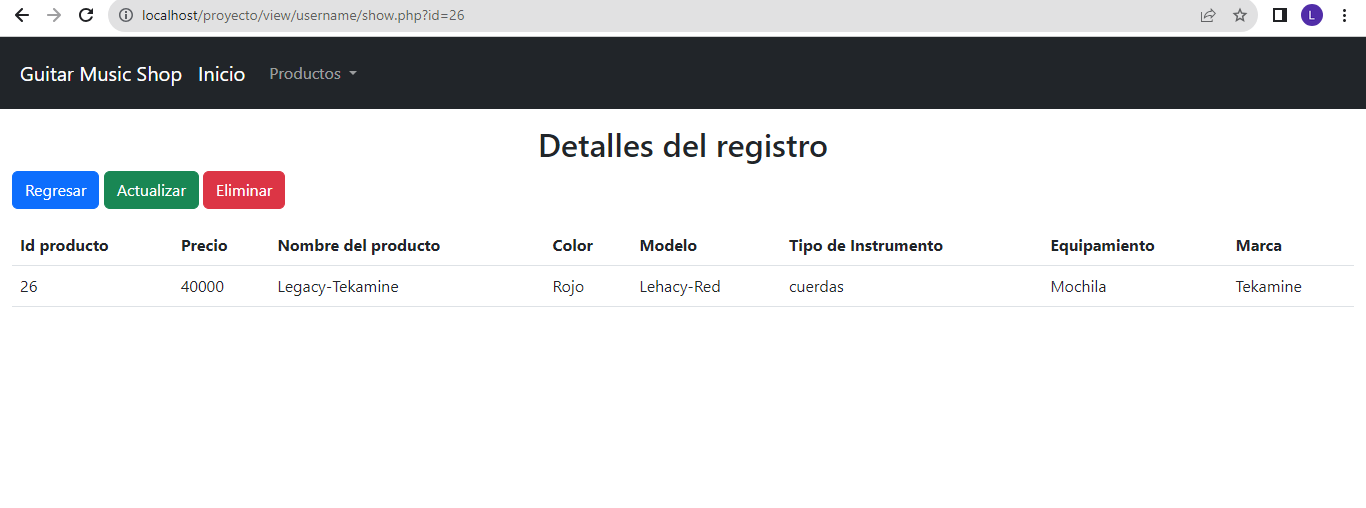 localhost/proyecto/view/username/show.php?id=26
L
Guitar Music Shop Inicio Productos
Detalles del registro
Regresar Actualizar Eliminar
Id producto Precio Nombre del producto Color Modelo Tipo de Instrumento Equipamiento Marca
26 40000 Legacy-Tekamine Rojo Lehacy-Red cuerdas Mochila Tekamine